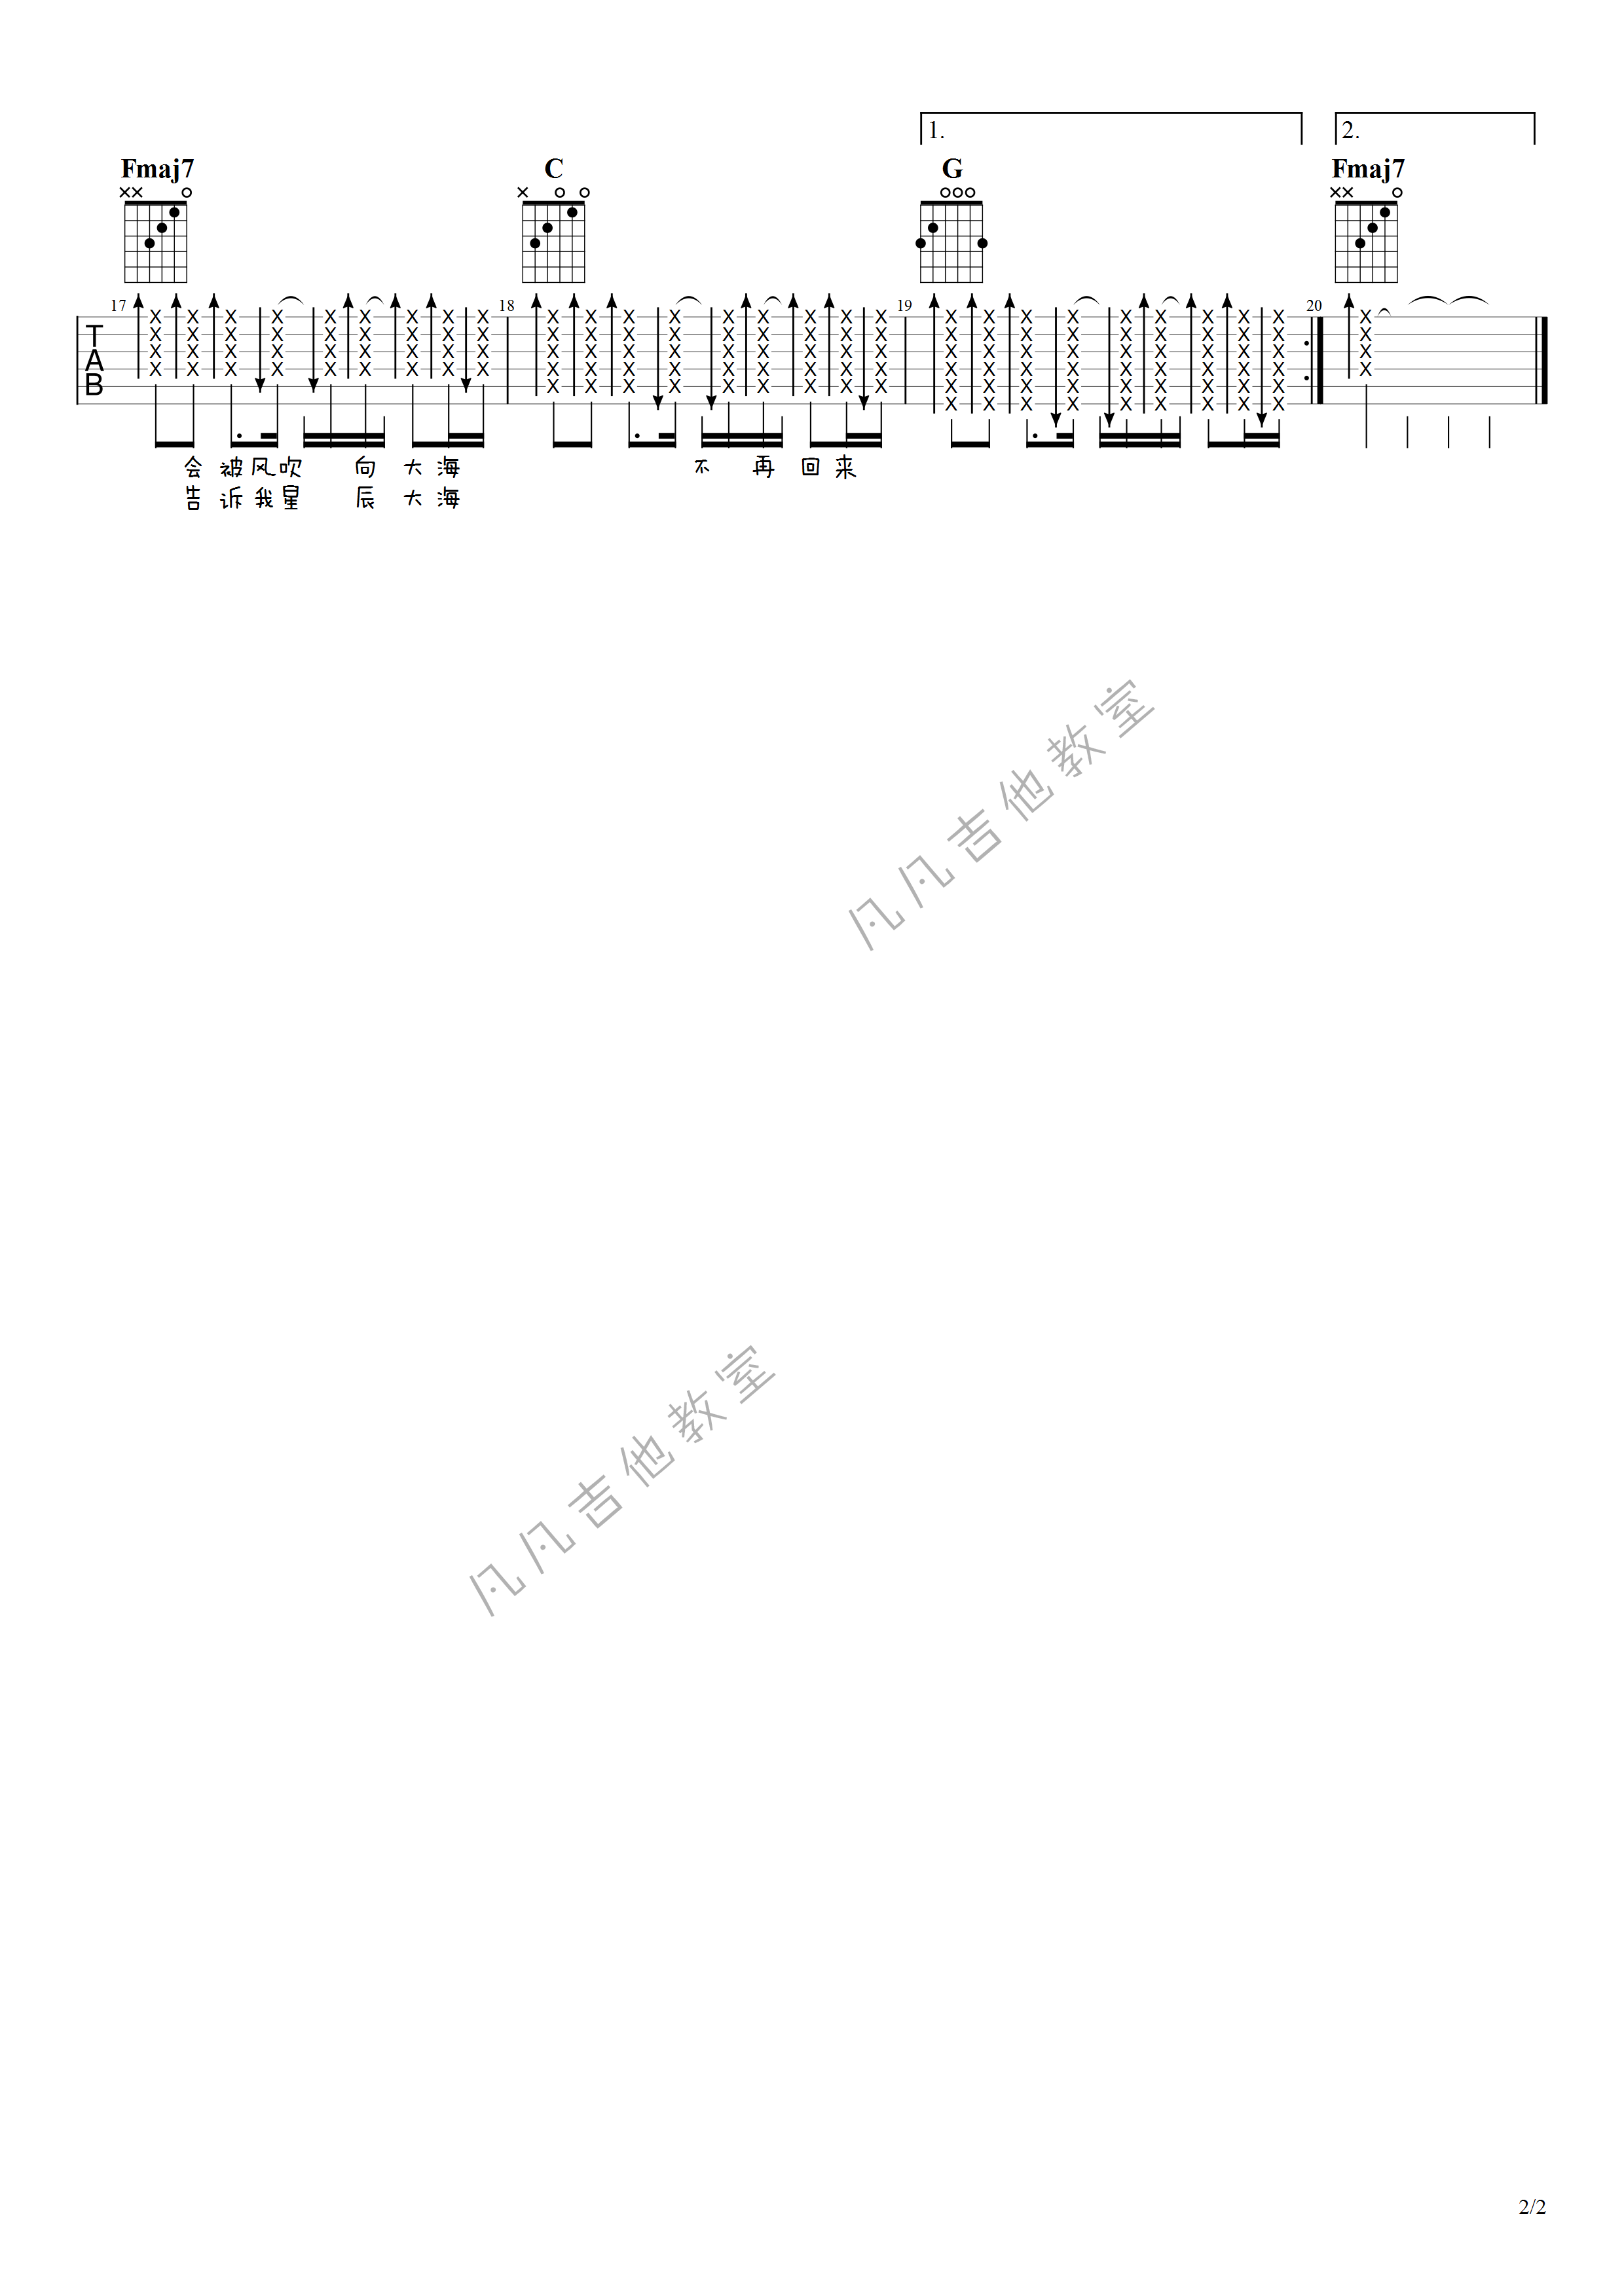 1. 2.
Fmaj7 C G Fmaj7
17 18 19 20
T
A
B
会被风吹 向大海 不再回来
告诉我星 辰大海
凡凡吉他教室
凡凡吉他教室
2/2